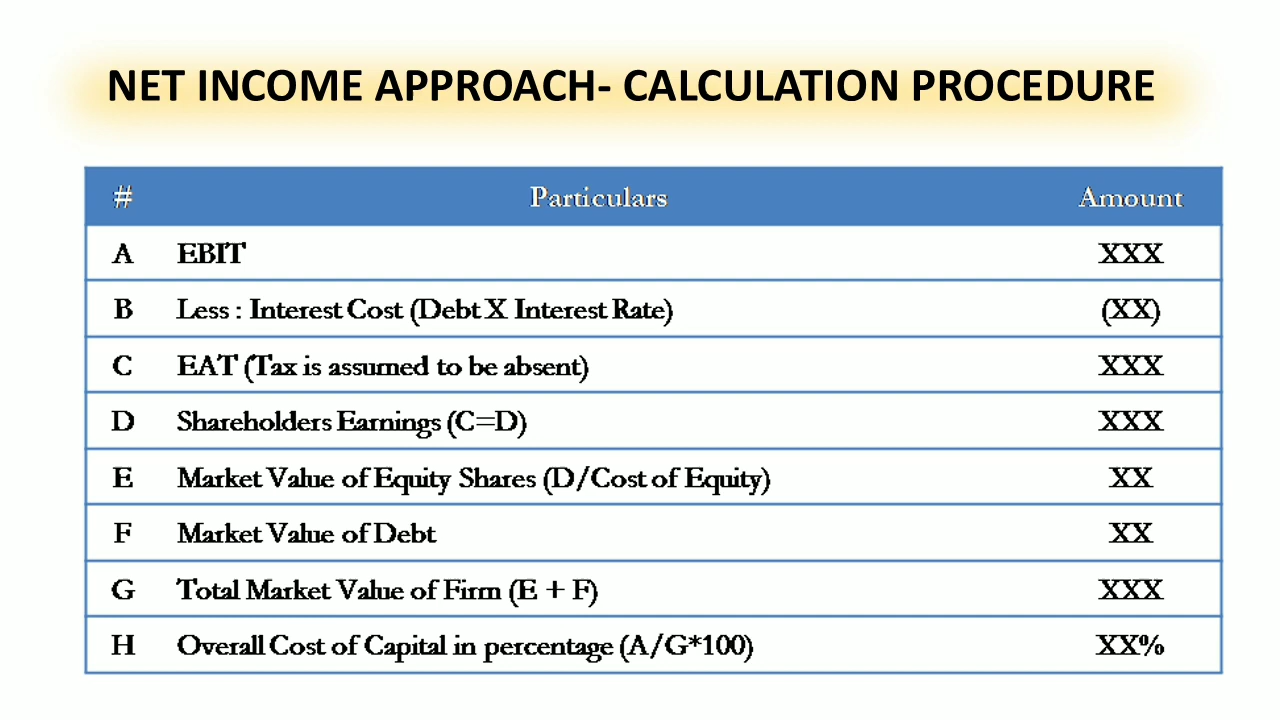 NET INCOME APPROACH- CALCULATION PROCEDURE
# Particulars Amount
A EBIT XXX
B Less : Interest Cost (Debt X Interest Rate) (XX)
C EAT (Tax is assumed to be absent) XXX
D Shareholders Earnings (C=D) XXX
E Market Value of Equity Shares (D/Cost of Equity) XX
F Market Value of Debt XX
G Total Market Value of Firm (E + F) XXX
H Overall Cost of Capital in percentage (A/G*100) XX%